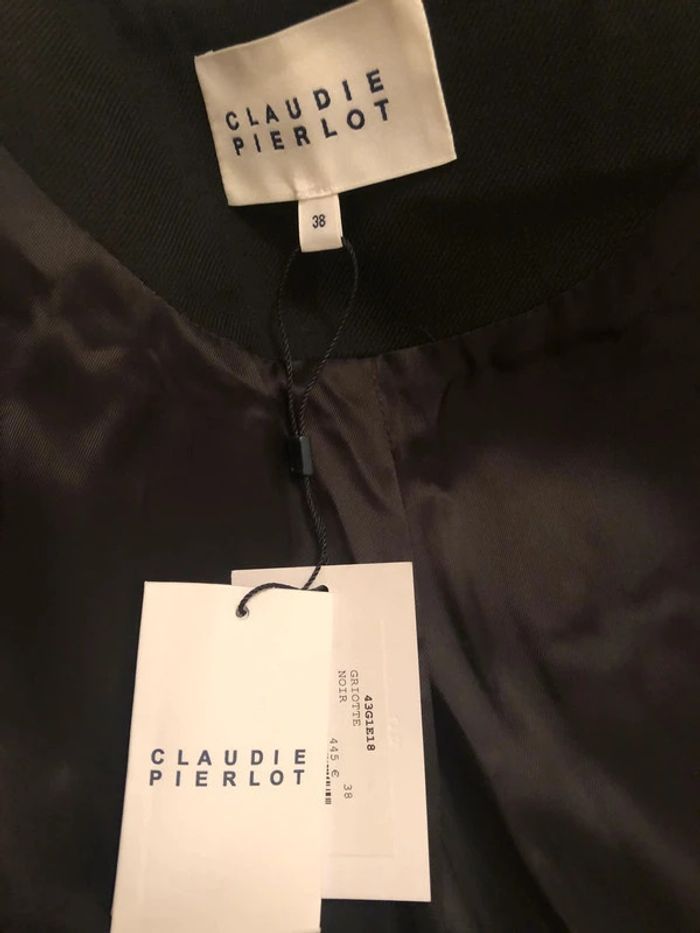 CLAUDIE
PIERLOT
38
CLAUDIE
PIERLOT
43G1E18
GRIOTTE
NOIR
445 € 38